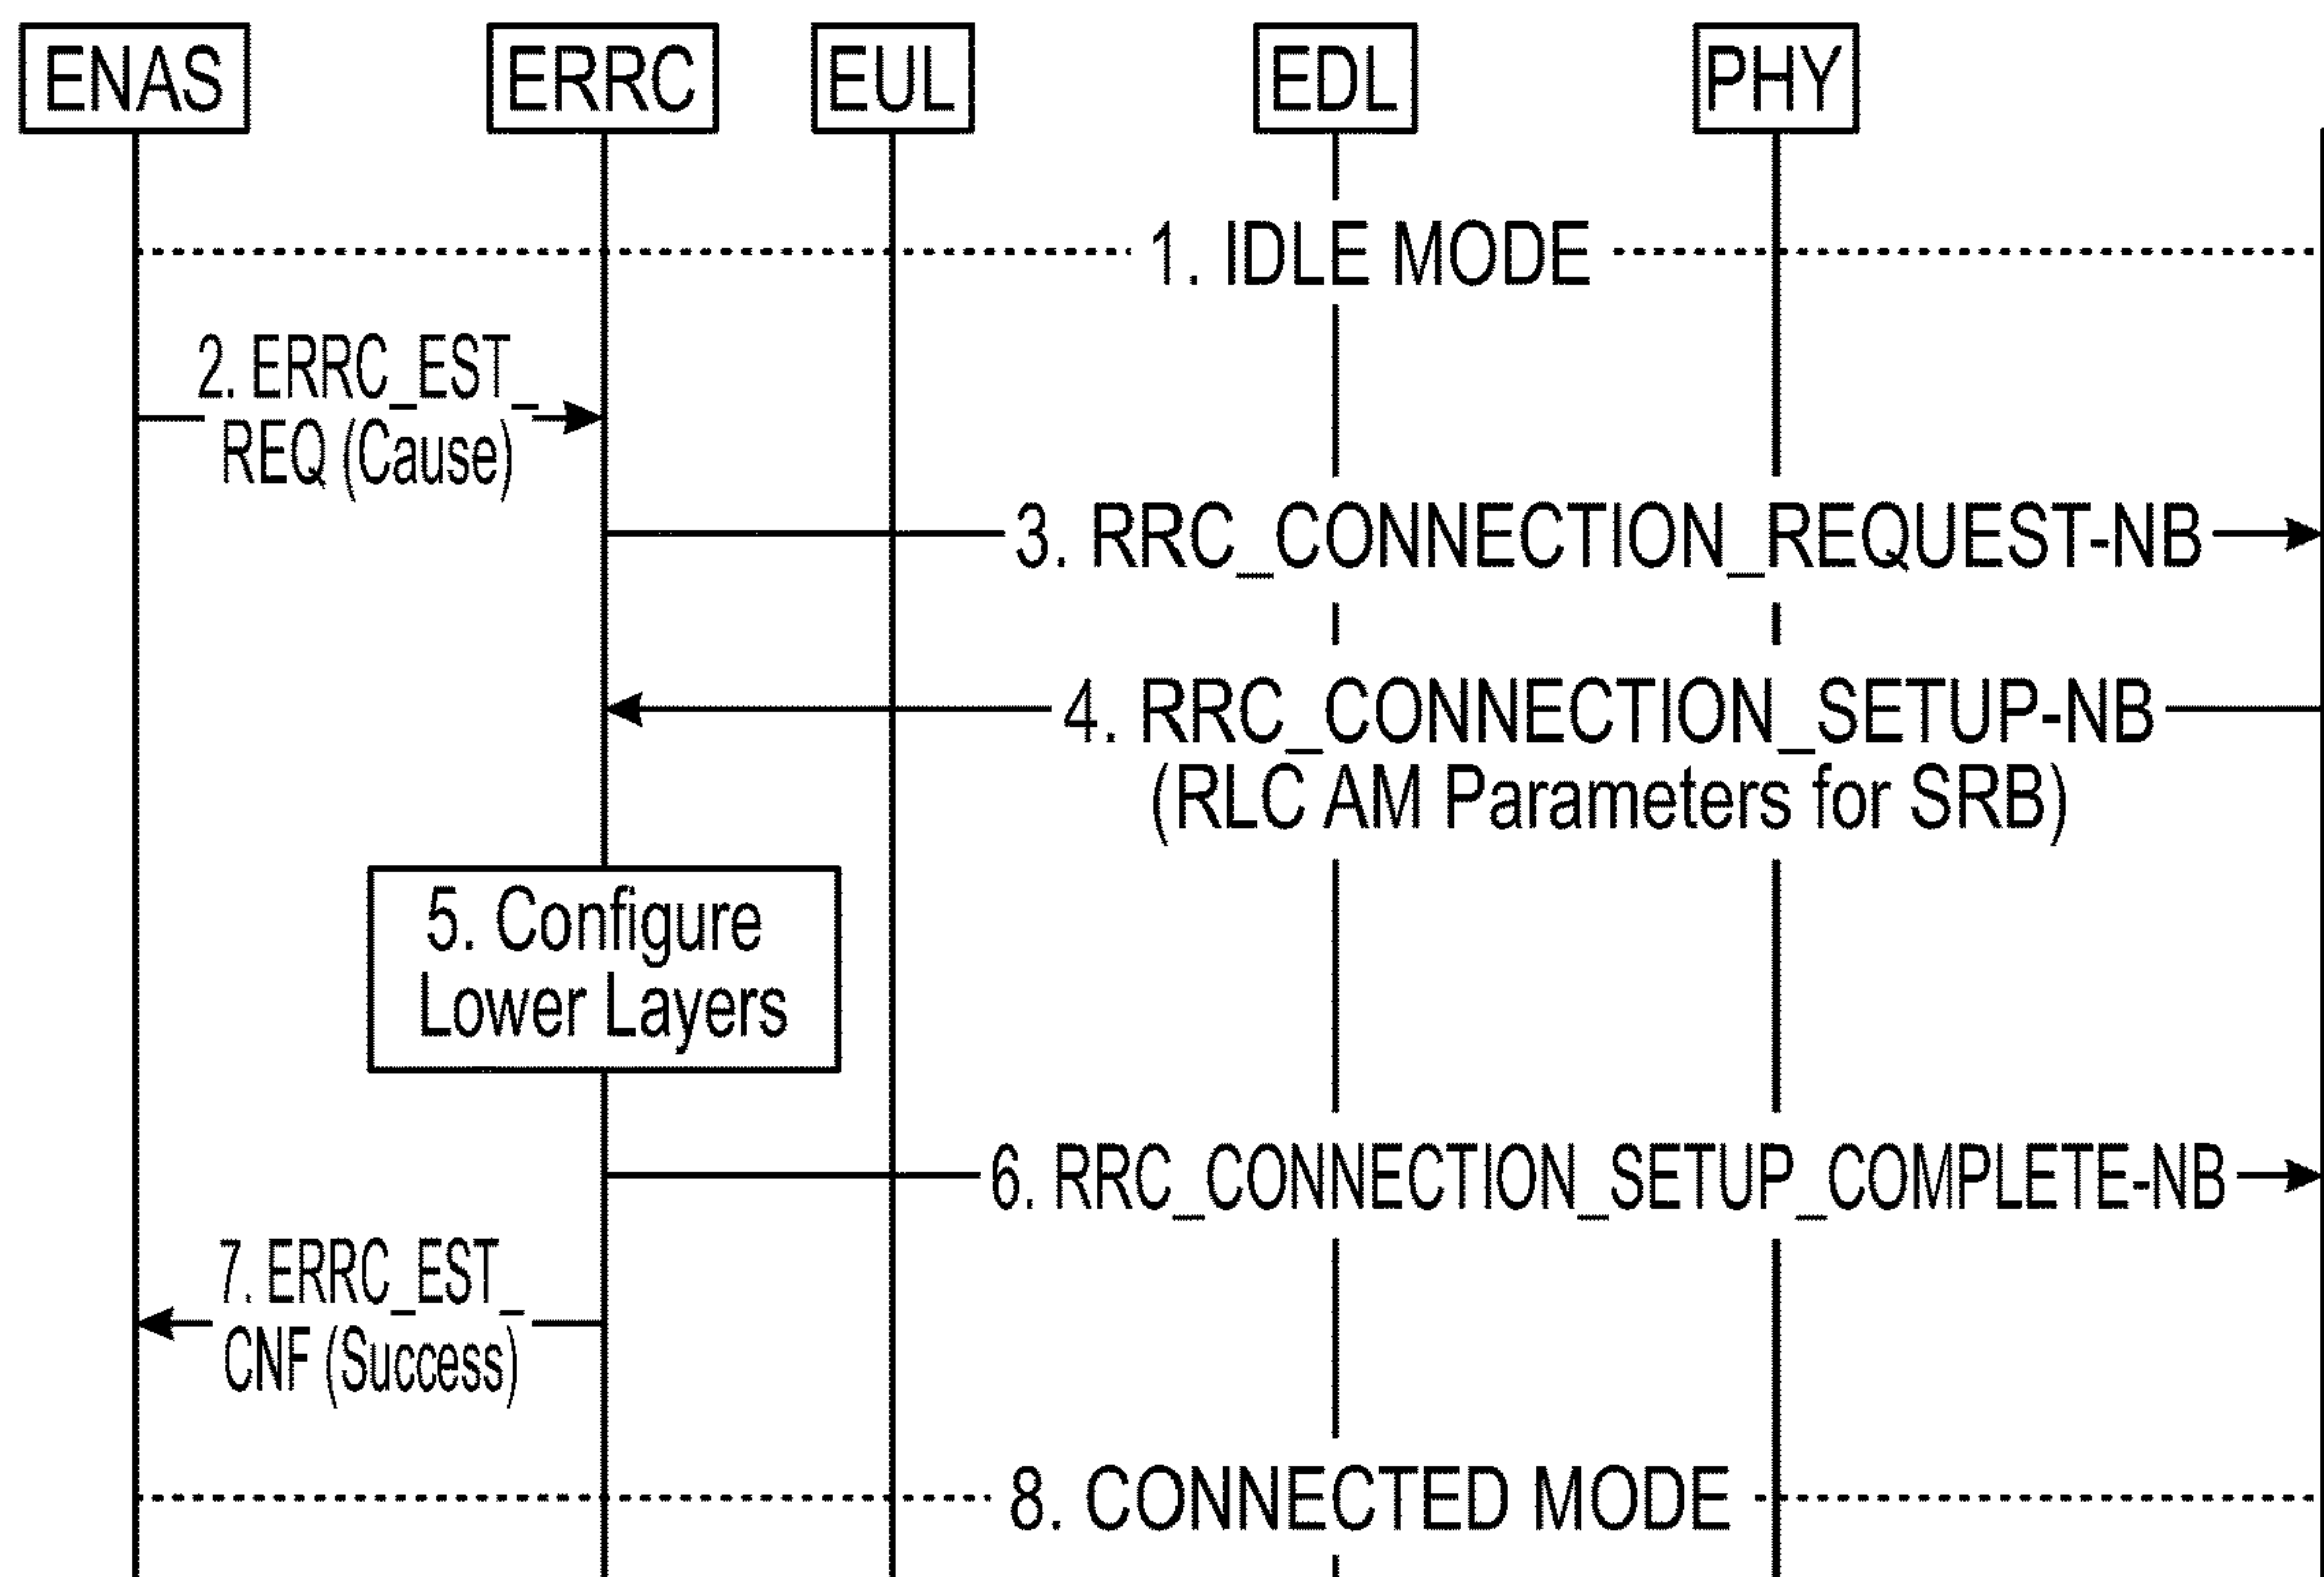 ENAS
ERRC
EUL
EDL
PHY
1. IDLE MODE
2. ERRC_EST_
REQ (Cause)
3. RRC_CONNECTION_REQUEST-NB
4. RRC_CONNECTION_SETUP-NB
(RLC AM Parameters for SRB)
5. Configure
Lower Layers
6. RRC_CONNECTION_SETUP_COMPLETE-NB
7. ERRC_EST_
CNF (Success)
8. CONNECTED MODE